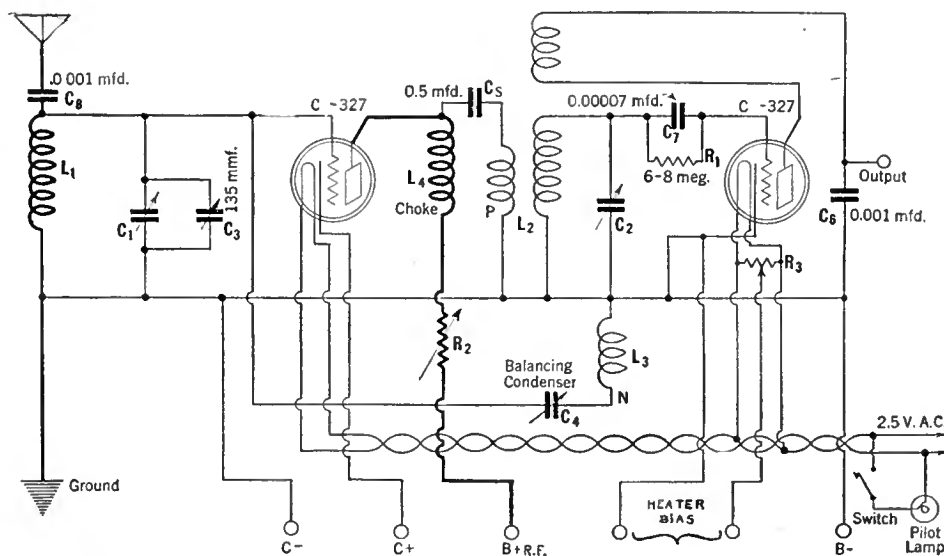 .0001 mfd.
C8
L1
C1
C3
135 mmf.
C -327
0.5 mfd.
C5
L4
Choke
P
L2
0.00007 mfd.
C7
R1
6-8 meg.
C -327
C2
Output
C6
0.001 mfd.
R3
R2
L3
N
Balancing
Condenser
C4
2.5 V. A.C.
Ground
C-
C+
B+R.F.
HEATER
BIAS
B-
Switch
Pilot
Lamp